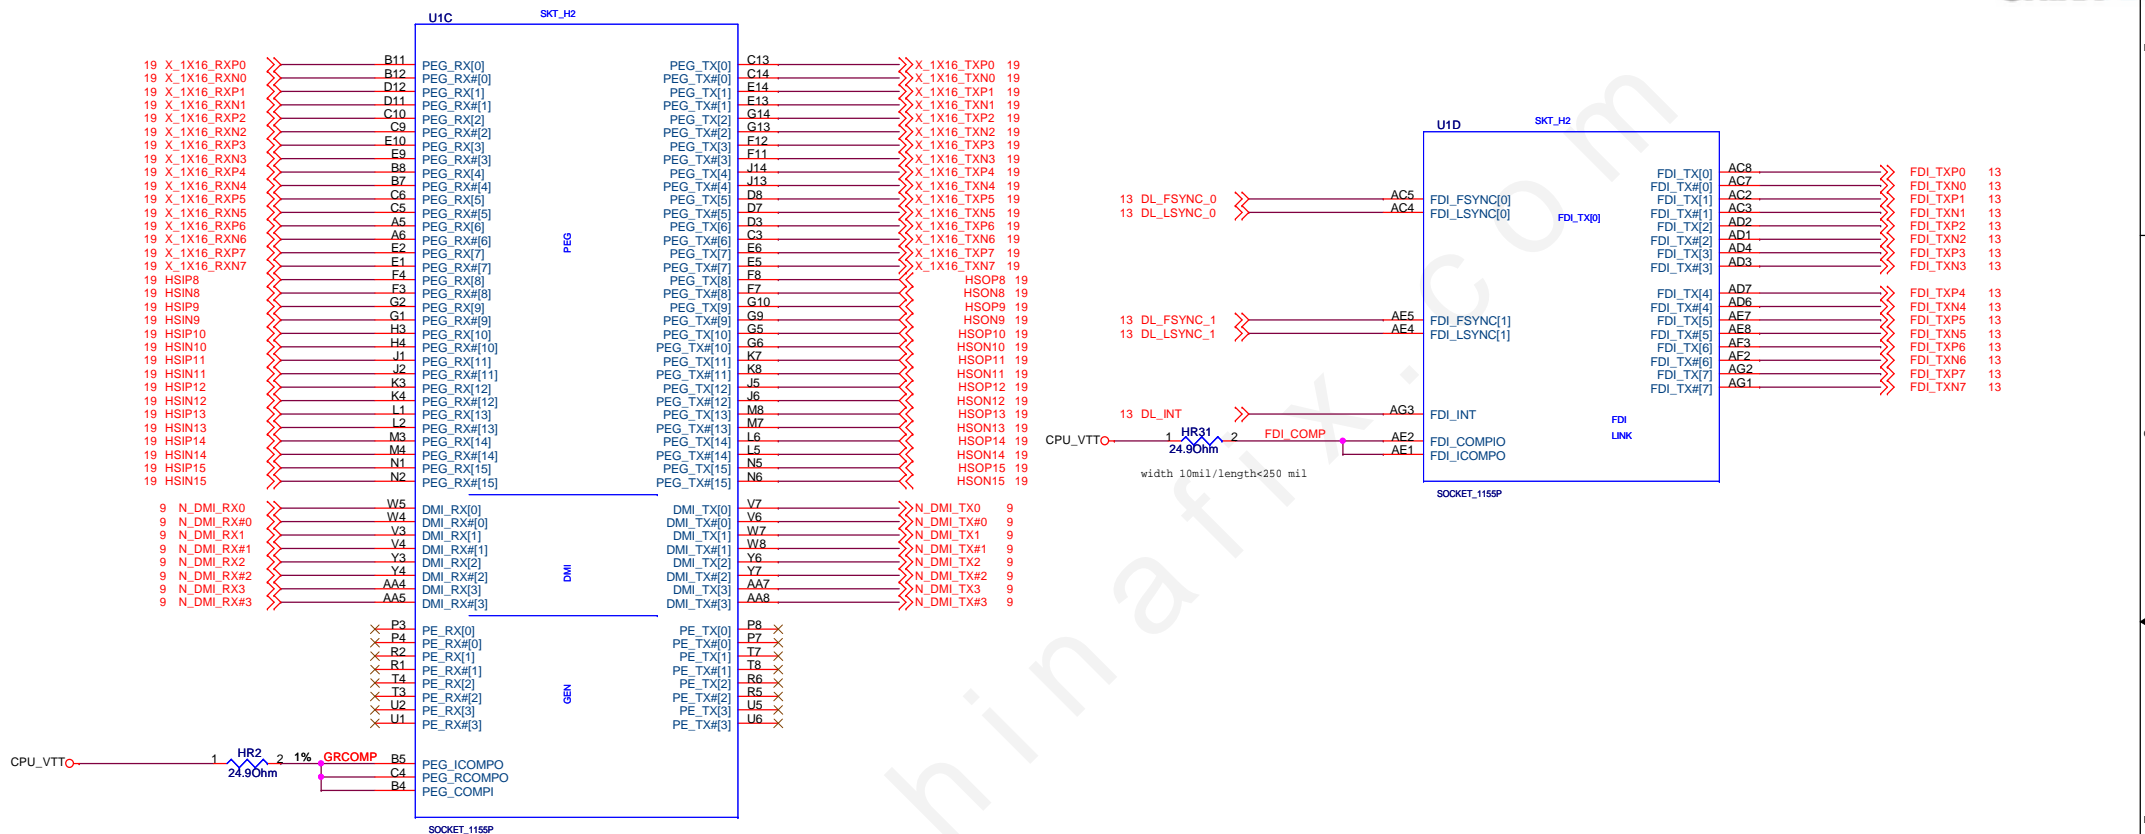 U1C SKT_H2
19 X_1X16_RXP0 B11 PEG_RX[0] PEG_TX[0] C13 X_1X16_TXP0 19
19 X_1X16_RXN0 B12 PEG_RX#[0] PEG_TX#[0] C14 X_1X16_TXN0 19
19 X_1X16_RXP1 D12 PEG_RX[1] PEG_TX[1] E14 X_1X16_TXP1 19
19 X_1X16_RXN1 D11 PEG_RX#[1] PEG_TX#[1] E13 X_1X16_TXN1 19
19 X_1X16_RXP2 C10 PEG_RX[2] PEG_TX[2] G14 X_1X16_TXP2 19
19 X_1X16_RXN2 C9 PEG_RX#[2] PEG_TX#[2] G13 X_1X16_TXN2 19
19 X_1X16_RXP3 E10 PEG_RX[3] PEG_TX[3] F12 X_1X16_TXP3 19
19 X_1X16_RXN3 E9 PEG_RX#[3] PEG_TX#[3] F11 X_1X16_TXN3 19
19 X_1X16_RXP4 B8 PEG_RX[4] PEG_TX[4] J14 X_1X16_TXP4 19
19 X_1X16_RXN4 B7 PEG_RX#[4] PEG_TX#[4] J13 X_1X16_TXN4 19
19 X_1X16_RXP5 C6 PEG_RX[5] PEG_TX[5] D8 X_1X16_TXP5 19
19 X_1X16_RXN5 C5 PEG_RX#[5] PEG_TX#[5] D7 X_1X16_TXN5 19
19 X_1X16_RXP6 A5 PEG_RX[6] PEG_TX[6] D3 X_1X16_TXP6 19
19 X_1X16_RXN6 A6 PEG_RX#[6] PEG_TX#[6] C3 X_1X16_TXN6 19
19 X_1X16_RXP7 E2 PEG_RX[7] PEG_TX[7] E6 X_1X16_TXP7 19
19 X_1X16_RXN7 E1 PEG_RX#[7] PEG_TX#[7] E5 X_1X16_TXN7 19
19 HSIP8 F4 PEG_RX[8] PEG_TX[8] F8 HSOP8 19
19 HSIN8 F3 PEG_RX#[8] PEG_TX#[8] F7 HSON8 19
19 HSIP9 G2 PEG_RX[9] PEG_TX[9] G10 HSOP9 19
19 HSIN9 G1 PEG_RX#[9] PEG_TX#[9] G9 HSON9 19
19 HSIP10 H3 PEG_RX[10] PEG_TX[10] G5 HSOP10 19
19 HSIN10 H4 PEG_RX#[10] PEG_TX#[10] G6 HSON10 19
19 HSIP11 J1 PEG_RX[11] PEG_TX[11] K7 HSOP11 19
19 HSIN11 J2 PEG_RX#[11] PEG_TX#[11] K8 HSON11 19
19 HSIP12 K3 PEG_RX[12] PEG_TX[12] J5 HSOP12 19
19 HSIN12 K4 PEG_RX#[12] PEG_TX#[12] J6 HSON12 19
19 HSIP13 L1 PEG_RX[13] PEG_TX[13] M8 HSOP13 19
19 HSIN13 L2 PEG_RX#[13] PEG_TX#[13] M7 HSON13 19
19 HSIP14 M3 PEG_RX[14] PEG_TX[14] L6 HSOP14 19
19 HSIN14 M4 PEG_RX#[14] PEG_TX#[14] L5 HSON14 19
19 HSIP15 N1 PEG_RX[15] PEG_TX[15] N5 HSOP15 19
19 HSIN15 N2 PEG_RX#[15] PEG_TX#[15] N6 HSON15 19
PEG
9 N_DMI_RX0 W5 DMI_RX[0] DMI_TX[0] V7 N_DMI_TX0 9
9 N_DMI_RX#0 W4 DMI_RX#[0] DMI_TX#[0] V6 N_DMI_TX#0 9
9 N_DMI_RX1 V3 DMI_RX[1] DMI_TX[1] W7 N_DMI_TX1 9
9 N_DMI_RX#1 V4 DMI_RX#[1] DMI_TX#[1] W8 N_DMI_TX#1 9
9 N_DMI_RX2 Y3 DMI_RX[2] DMI_TX[2] Y6 N_DMI_TX2 9
9 N_DMI_RX#2 Y4 DMI_RX#[2] DMI_TX#[2] Y7 N_DMI_TX#2 9
9 N_DMI_RX3 AA4 DMI_RX[3] DMI_TX[3] AA7 N_DMI_TX3 9
9 N_DMI_RX#3 AA5 DMI_RX#[3] DMI_TX#[3] AA8 N_DMI_TX#3 9
DMI
P3 PE_RX[0] PE_TX[0] P8
P4 PE_RX#[0] PE_TX#[0] P7
R2 PE_RX[1] PE_TX[1] T7
R1 PE_RX#[1] PE_TX#[1] T8
T4 PE_RX[2] PE_TX[2] R6
T3 PE_RX#[2] PE_TX#[2] R5
U2 PE_RX[3] PE_TX[3] U5
U1 PE_RX#[3] PE_TX#[3] U6
GEN
CPU_VTT 1 HR2 2 1% GRCOMP B5 PEG_ICOMPO
24.9Ohm C4 PEG_RCOMPO
B4 PEG_COMPI
SOCKET_1155P
U1D SKT_H2
FDI_TX[0] AC8 FDI_TXP0 13
FDI_TX#[0] AC7 FDI_TXN0 13
13 DL_FSYNC_0 AC5 FDI_FSYNC[0] FDI_TX[1] AC2 FDI_TXP1 13
13 DL_LSYNC_0 AC4 FDI_LSYNC[0] FDI_TX#[1] AC3 FDI_TXN1 13
FDI_TX[0]
FDI_TX[2] AD2 FDI_TXP2 13
FDI_TX#[2] AD1 FDI_TXN2 13
FDI_TX[3] AD4 FDI_TXP3 13
FDI_TX#[3] AD3 FDI_TXN3 13
FDI_TX[4] AD7 FDI_TXP4 13
FDI_TX#[4] AD6 FDI_TXN4 13
13 DL_FSYNC_1 AE5 FDI_FSYNC[1] FDI_TX[5] AE7 FDI_TXP5 13
13 DL_LSYNC_1 AE4 FDI_LSYNC[1] FDI_TX#[5] AE8 FDI_TXN5 13
FDI_TX[6] AF3 FDI_TXP6 13
FDI_TX#[6] AF2 FDI_TXN6 13
FDI_TX[7] AG2 FDI_TXP7 13
FDI_TX#[7] AG1 FDI_TXN7 13
13 DL_INT AG3 FDI_INT
FDI
LINK
CPU_VTT 1 HR31 2 FDI_COMP AE2 FDI_COMPIO
24.9Ohm AE1 FDI_ICOMPO
width 10mil/length<250 mil
SOCKET_1155P
hinafix.com